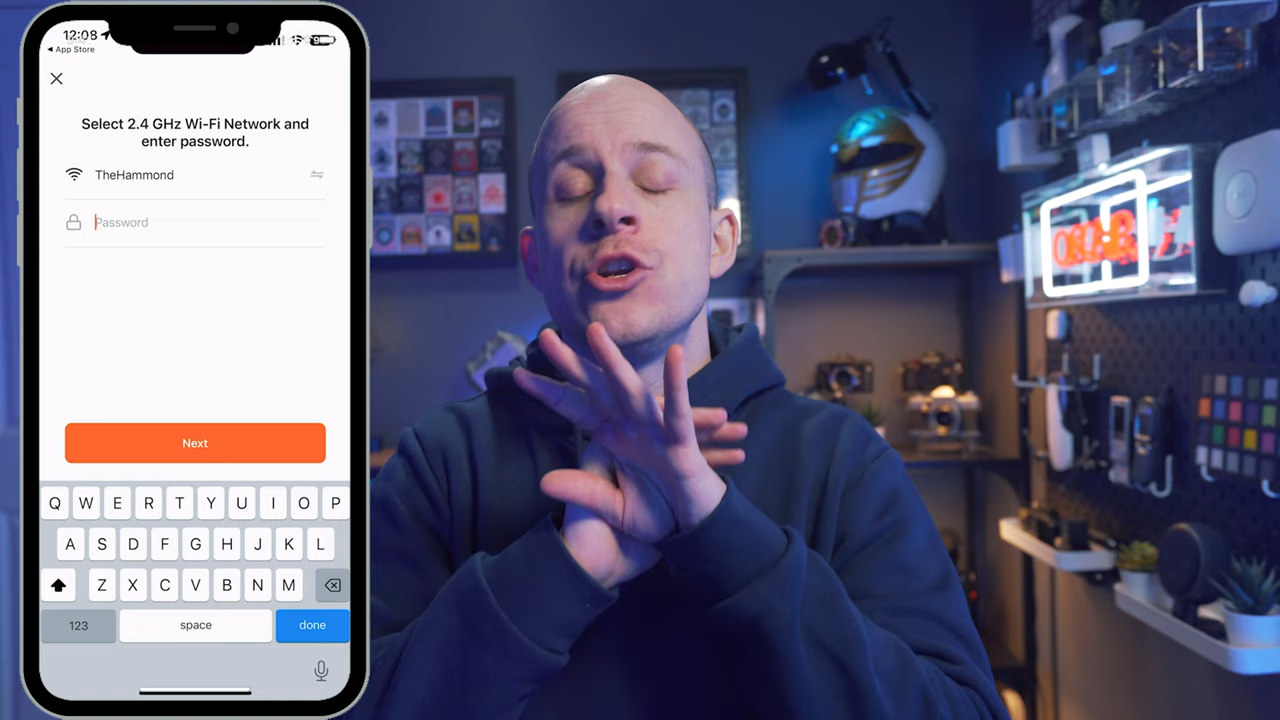 12:08
App Store
Select 2.4 GHz Wi-Fi Network and
enter password.
TheHammond
Password
Next
Q W E R T Y U I O P
A S D F G H J K L
Z X C V B N M
123 space done